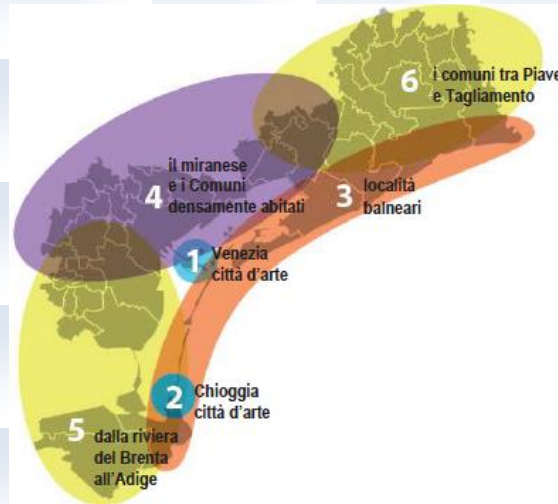 6
i comuni tra Piave
e Tagliamento
4
il miranese
e i Comuni
densamente abitati
3
località
balneari
1
Venezia
città d'arte
2
Chioggia
città d'arte
5
dalla riviera
del Brenta
all'Adige